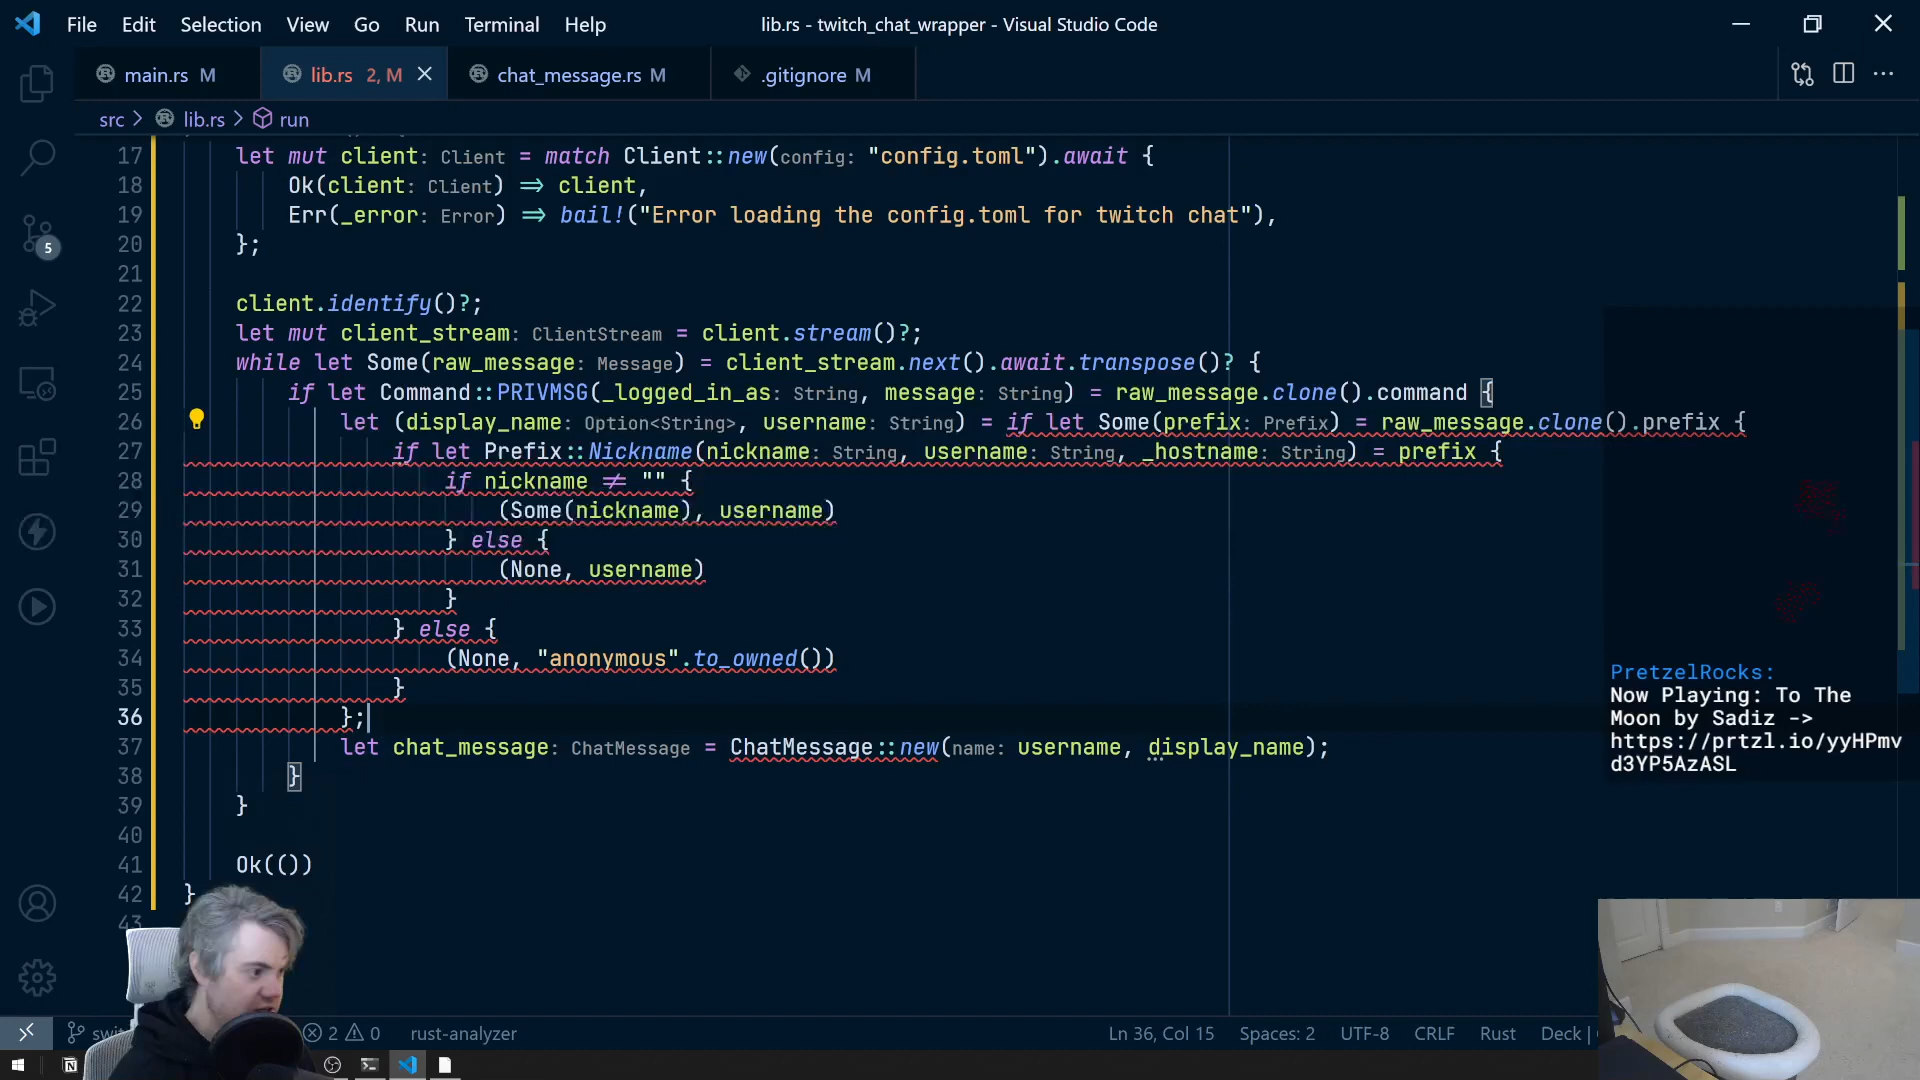 File Edit Selection View Go Run Terminal Help
lib.rs - twitch_chat_wrapper - Visual Studio Code
main.rs M
lib.rs 2, M
chat_message.rs M
.gitignore M
src > lib.rs > run
17 let mut client: Client = match Client::new(config: "config.toml").await {
18 Ok(client: Client) => client,
19 Err(_error: Error) => bail!("Error loading the config.toml for twitch chat"),
20 };
21
22 client.identify()?;
23 let mut client_stream: ClientStream = client.stream()?;
24 while let Some(raw_message: Message) = client_stream.next().await.transpose()? {
25 if let Command::PRIVMSG(_logged_in_as: String, message: String) = raw_message.clone().command {
26 let (display_name: Option<String>, username: String) = if let Some(prefix: Prefix) = raw_message.clone().prefix {
27 if let Prefix::Nickname(nickname: String, username: String, _hostname: String) = prefix {
28 if nickname != "" {
29 (Some(nickname), username)
30 } else {
31 (None, username)
32 }
33 } else {
34 (None, "anonymous".to_owned())
35 }
36 };
37 let chat_message: ChatMessage = ChatMessage::new(name: username, display_name);
38 }
39 }
40
41 Ok(())
42 }
43
5
PretzelRocks:
Now Playing: To The
Moon by Sadiz ->
https://prtzl.io/yyHPmv
d3YP5AzASL
2 0
rust-analyzer
Ln 36, Col 15
Spaces: 2
UTF-8
CRLF
Rust
Deck